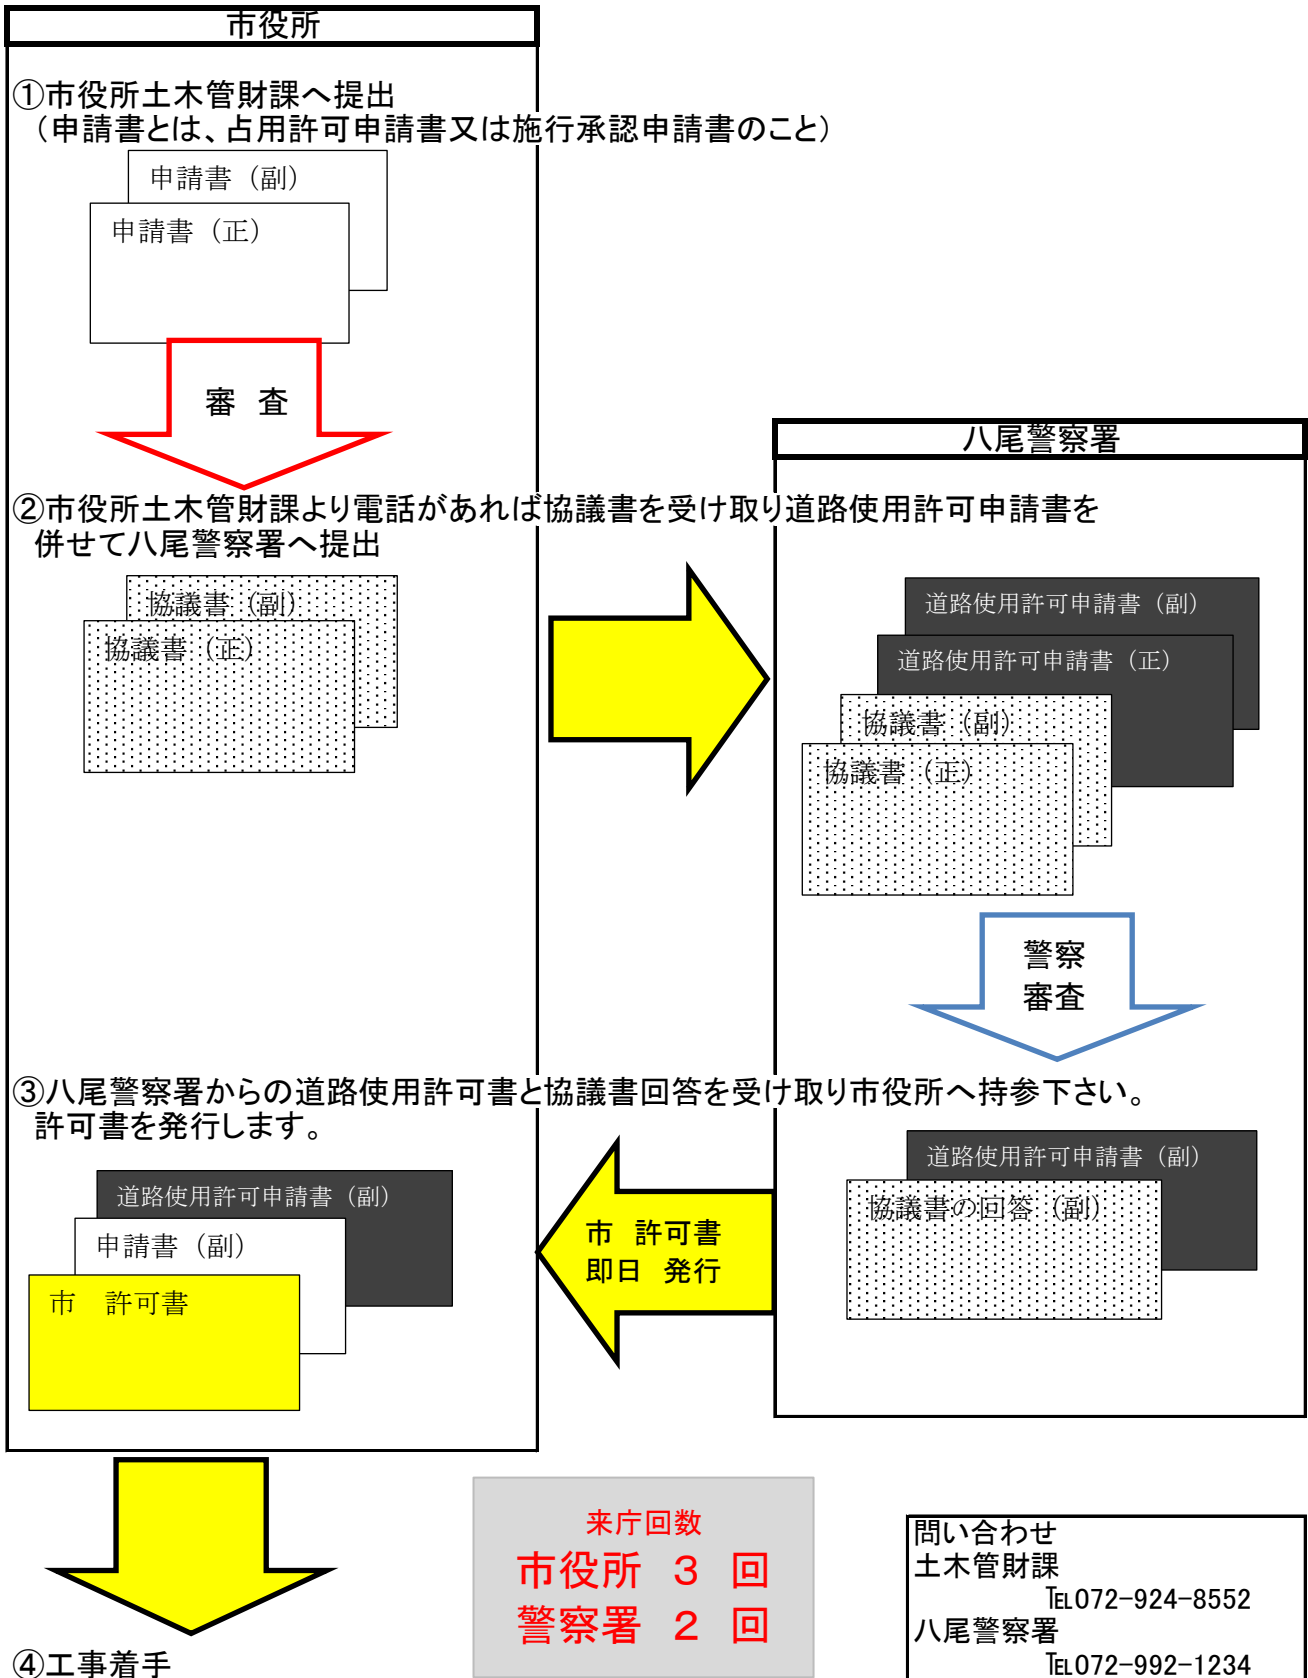 市役所
①市役所土木管財課へ提出
（申請書とは、占用許可申請書又は施行承認申請書のこと）
申請書（副）
申請書（正）
審　査
八尾警察署
②市役所土木管財課より電話があれば協議書を受け取り道路使用許可申請書を
併せて八尾警察署へ提出
協議書（副）
協議書（正）
道路使用許可申請書（副）
道路使用許可申請書（正）
協議書（副）
協議書（正）
警察
審査
③八尾警察署からの道路使用許可書と協議書回答を受け取り市役所へ持参下さい。
許可書を発行します。
道路使用許可申請書（副）
協議書の回答（副）
市　許可書
即日　発行
道路使用許可申請書（副）
申請書（副）
市　許可書
来庁回数
市役所　３　回
警察署　２　回
問い合わせ
土木管財課
℡072-924-8552
八尾警察署
℡072-992-1234
④工事着手